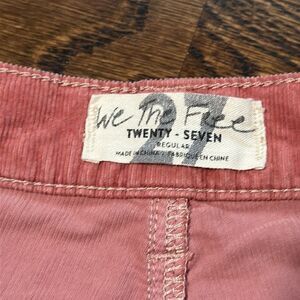 We The Free
27
TWENTY - SEVEN
REGULAR
MADE IN CHINA / FABRIQUE EN CHINE